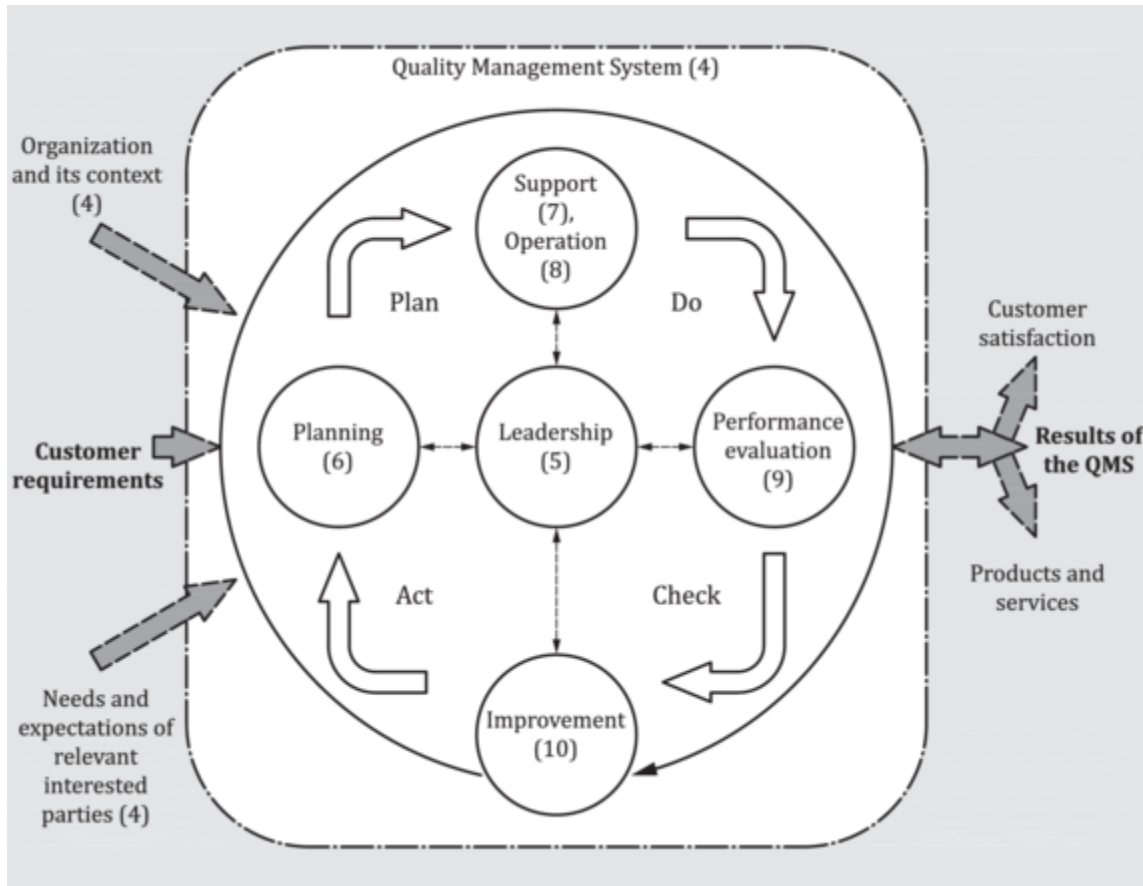 Quality Management System (4)
Organization
and its context
(4)
Support
(7),
Operation
(8)
Plan
Do
Customer
satisfaction
Customer
requirements
Planning
(6)
Leadership
(5)
Performance
evaluation
(9)
Results of
the QMS
Act
Check
Products and
services
Needs and
expectations of
relevant
interested
parties (4)
Improvement
(10)